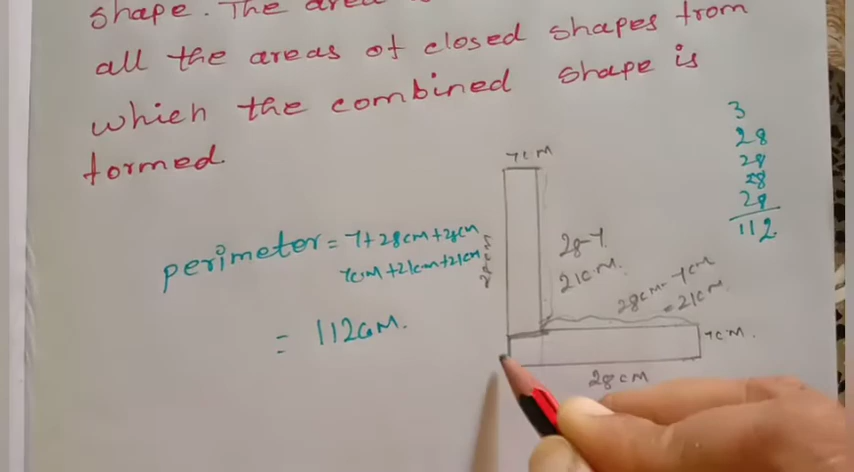 shape. The area
all the areas of closed shapes from
which the combined shape is
formed.
3
28
28
28
28
112
7cm
perimeter = 7+28cm+28cm
7cm+21cm+21cm
= 112cm.
28cm
28-7
21cm.
28cm-7cm
=21cm.
7cm.
28cm